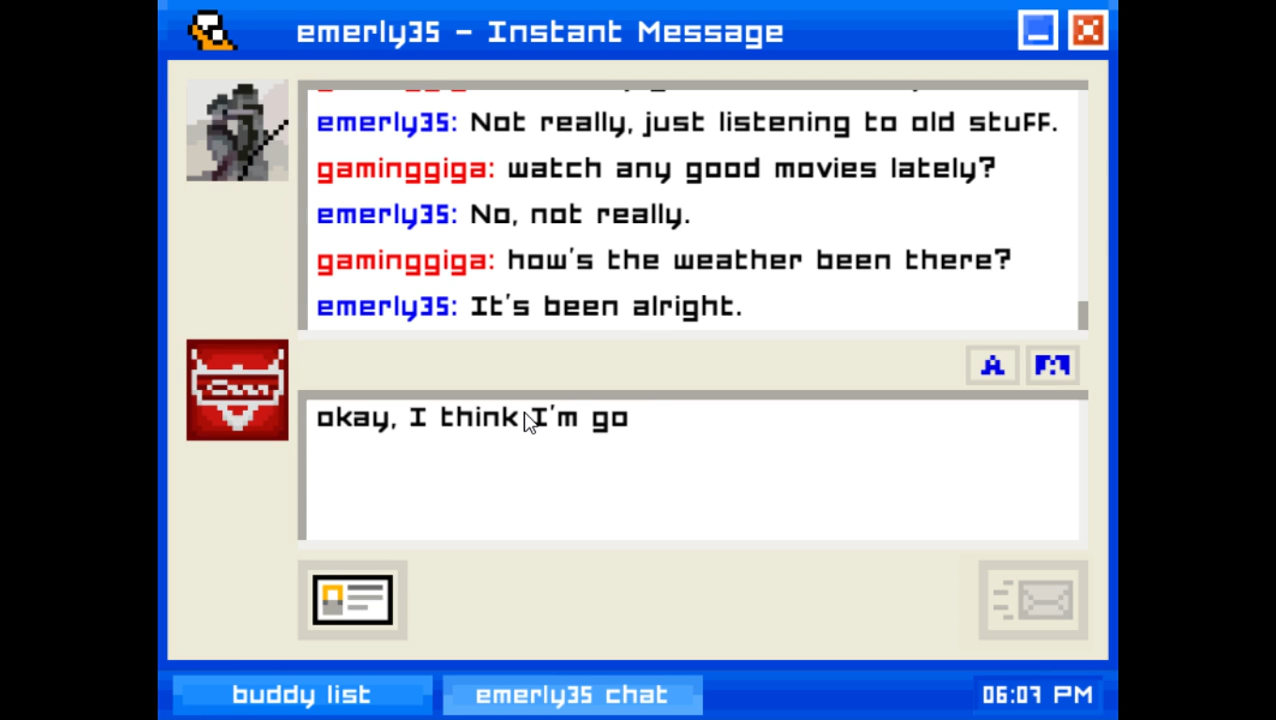 emerly35 - Instant Message
emerly35: Not really, just listening to old stuff.
gaminggiga: watch any good movies lately?
emerly35: No, not really.
gaminggiga: how's the weather been there?
emerly35: It's been alright.
A
okay, I think I'm go
buddy list
emerly35 chat
06:07 PM